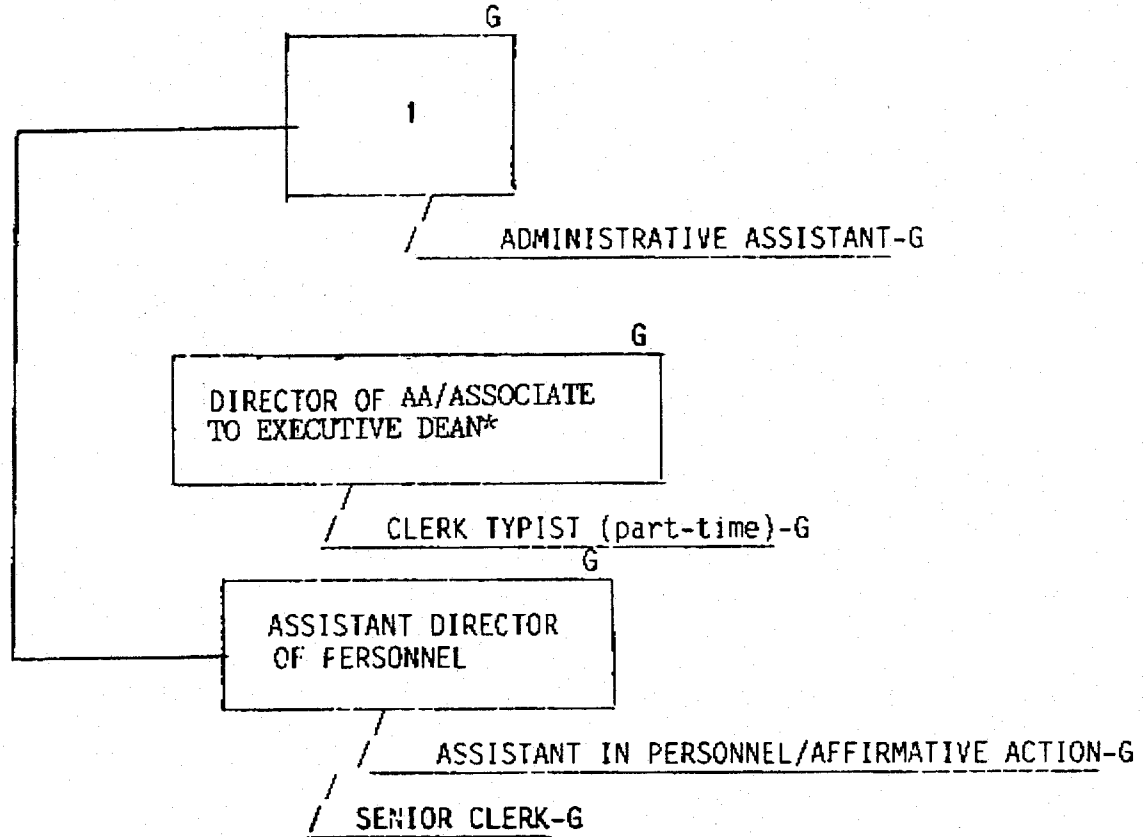 G
1
ADMINISTRATIVE ASSISTANT-G
G
DIRECTOR OF AA/ASSOCIATE
TO EXECUTIVE DEAN*
CLERK TYPIST (part-time)-G
G
ASSISTANT DIRECTOR
OF PERSONNEL
ASSISTANT IN PERSONNEL/AFFIRMATIVE ACTION-G
SENIOR CLERK-G